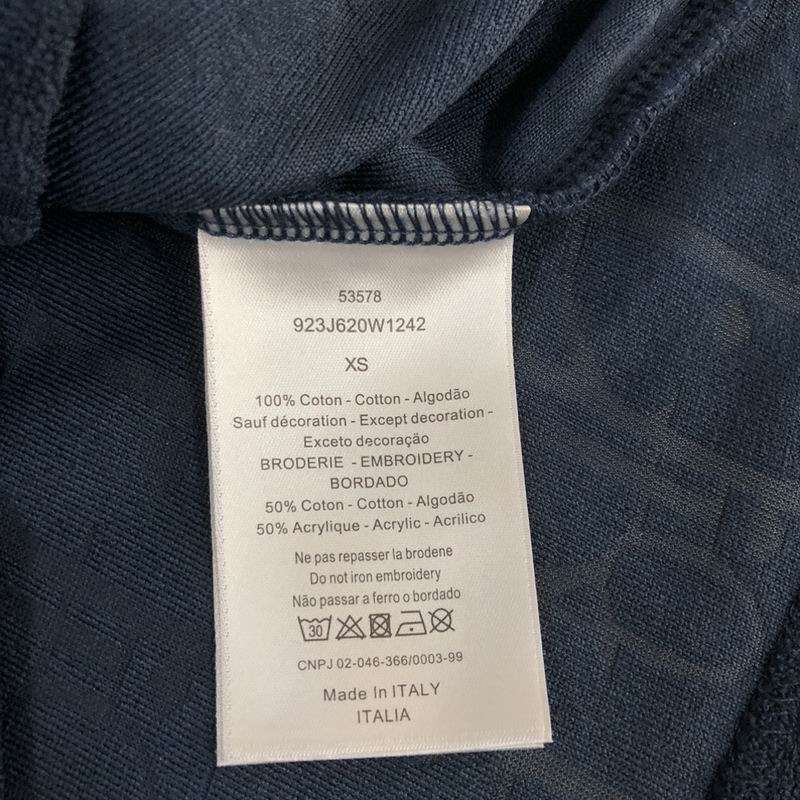 53578
923J620W1242
XS
100% Coton - Cotton - Algodão
Sauf décoration - Except decoration -
Exceto decoração
BRODERIE - EMBROIDERY -
BORDADO
50% Coton - Cotton - Algodão
50% Acrylique - Acrylic - Acrilico
Ne pas repasser la brodene
Do not iron embroidery
Não passar a ferro o bordado
30
CNPJ 02-046-366/0003-99
Made In ITALY
ITALIA